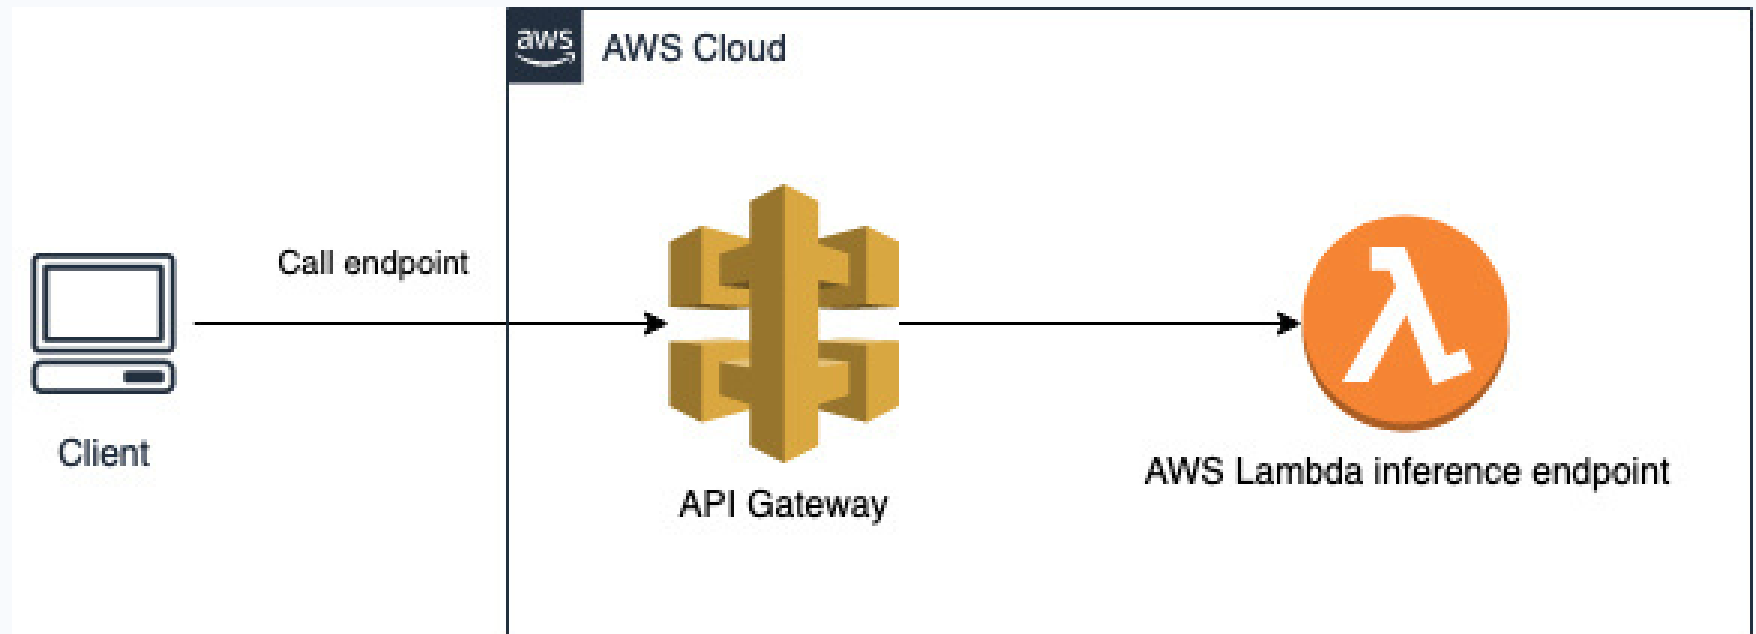 aws
AWS Cloud
Call endpoint
Client
API Gateway
AWS Lambda inference endpoint